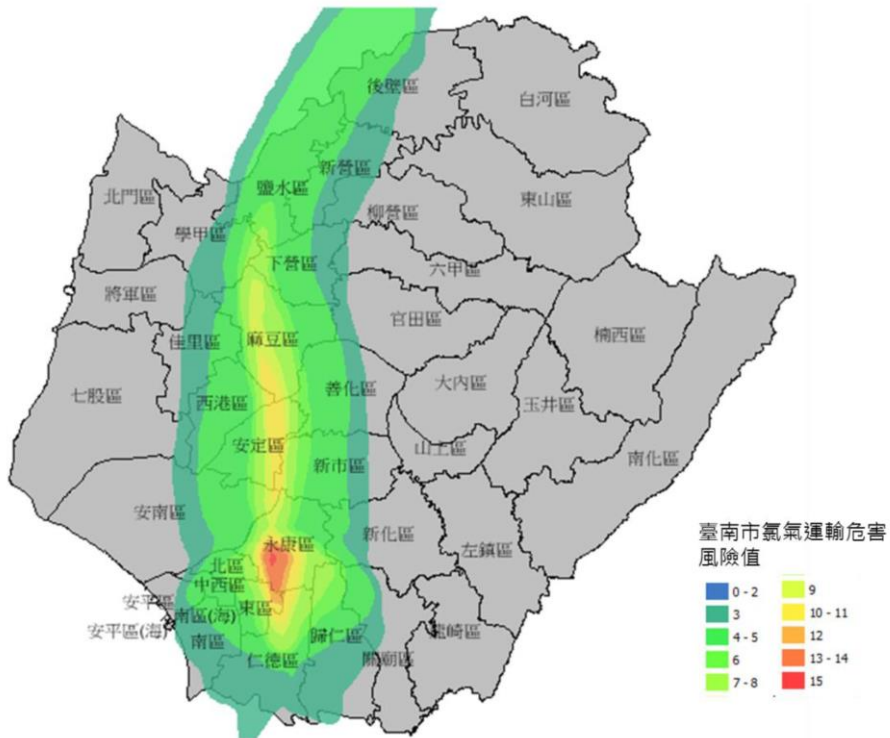 後壁區
白河區
新營區
鹽水區
北門區
東山區
柳營區
學甲區
下營區
六甲區
將軍區
官田區
楠西區
佳里區
麻豆區
大內區
善化區
七股區
西港區
玉井區
安定區
山上區
新市區
南化區
安南區
新化區
永康區
左鎮區
北區
中西區
安平區
東區
南區(海)
安平區(海)
歸仁區
龍崎區
南區
仁德區
關廟區
臺南市氯氣運輸危害
風險值
0 - 2
3
4 - 5
6
7 - 8
9
10 - 11
12
13 - 14
15